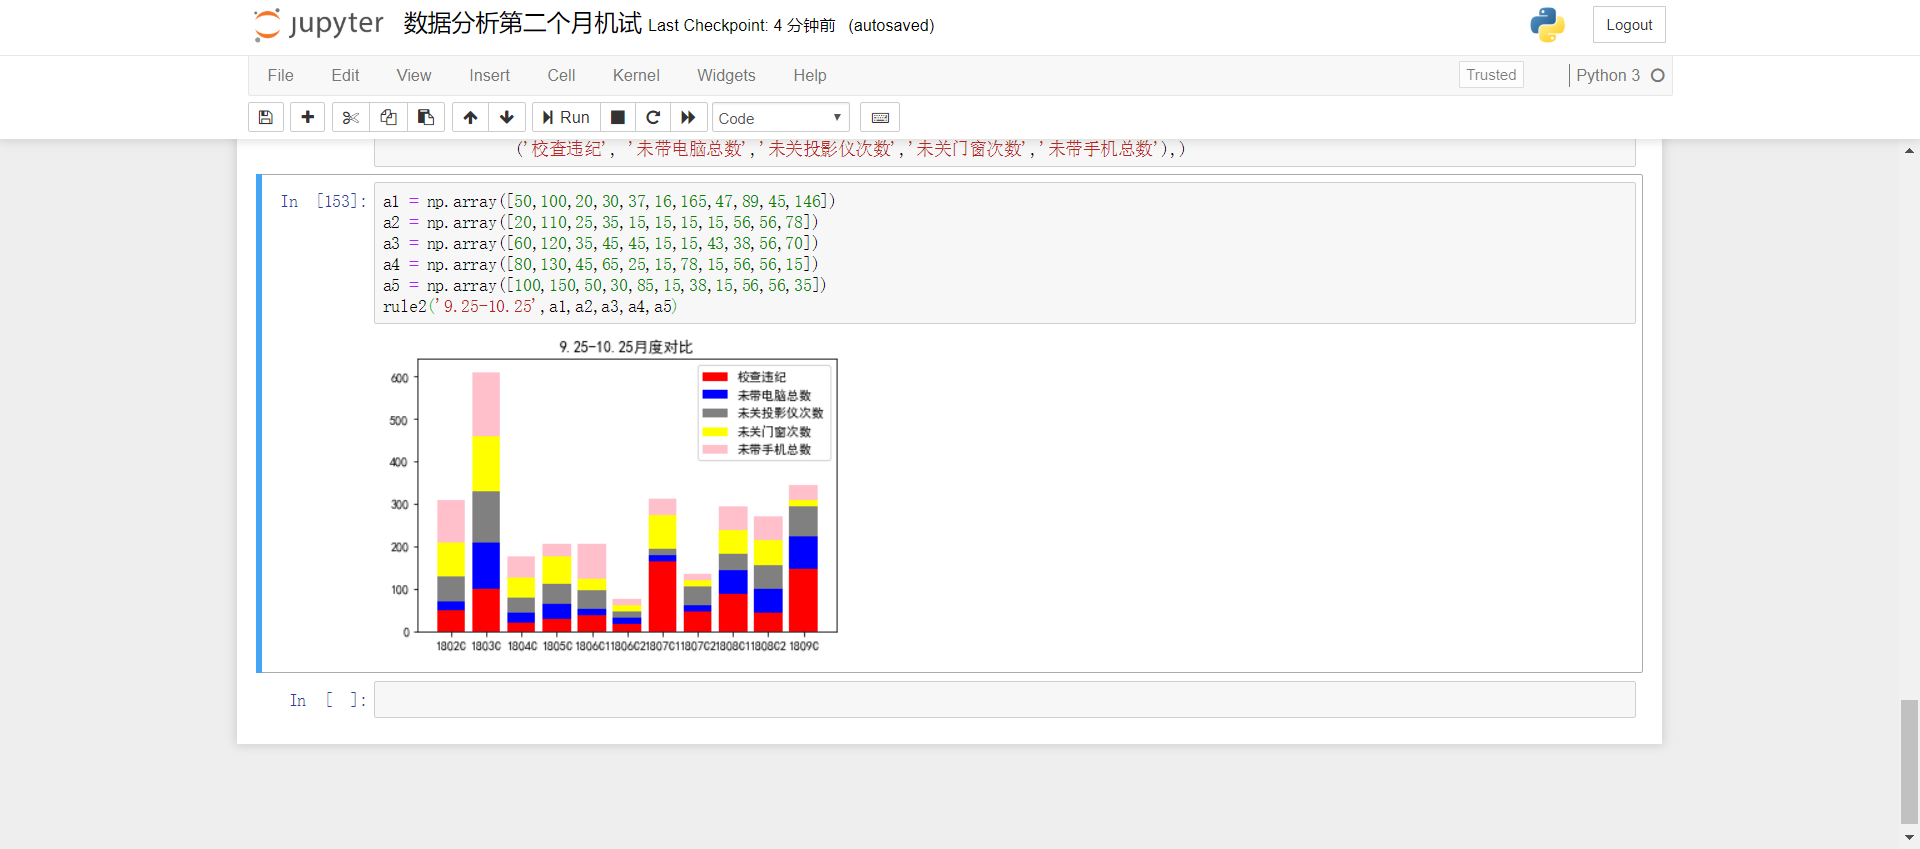 jupyter 数据分析第二个月机试 Last Checkpoint: 4 分钟前 (autosaved)
Logout
File Edit View Insert Cell Kernel Widgets Help
Trusted Python 3
Run Code
('校查违纪', '未带电脑总数','未关投影仪次数','未关门窗次数','未带手机总数'),)
In [153]:
a1 = np.array([50,100,20,30,37,16,165,47,89,45,146])
a2 = np.array([20,110,25,35,15,15,15,15,56,56,78])
a3 = np.array([60,120,35,45,45,15,15,43,38,56,70])
a4 = np.array([80,130,45,65,25,15,78,15,56,56,15])
a5 = np.array([100,150,50,30,85,15,38,15,56,56,35])
rule2('9.25-10.25',a1,a2,a3,a4,a5)
9.25-10.25月度对比
600
500
400
300
200
100
0
校查违纪
未带电脑总数
未关投影仪次数
未关门窗次数
未带手机总数
1802C 1803C 1804C 1805C 1806C11806C21807C11807C21808C11808C2 1809C
In [ ]: